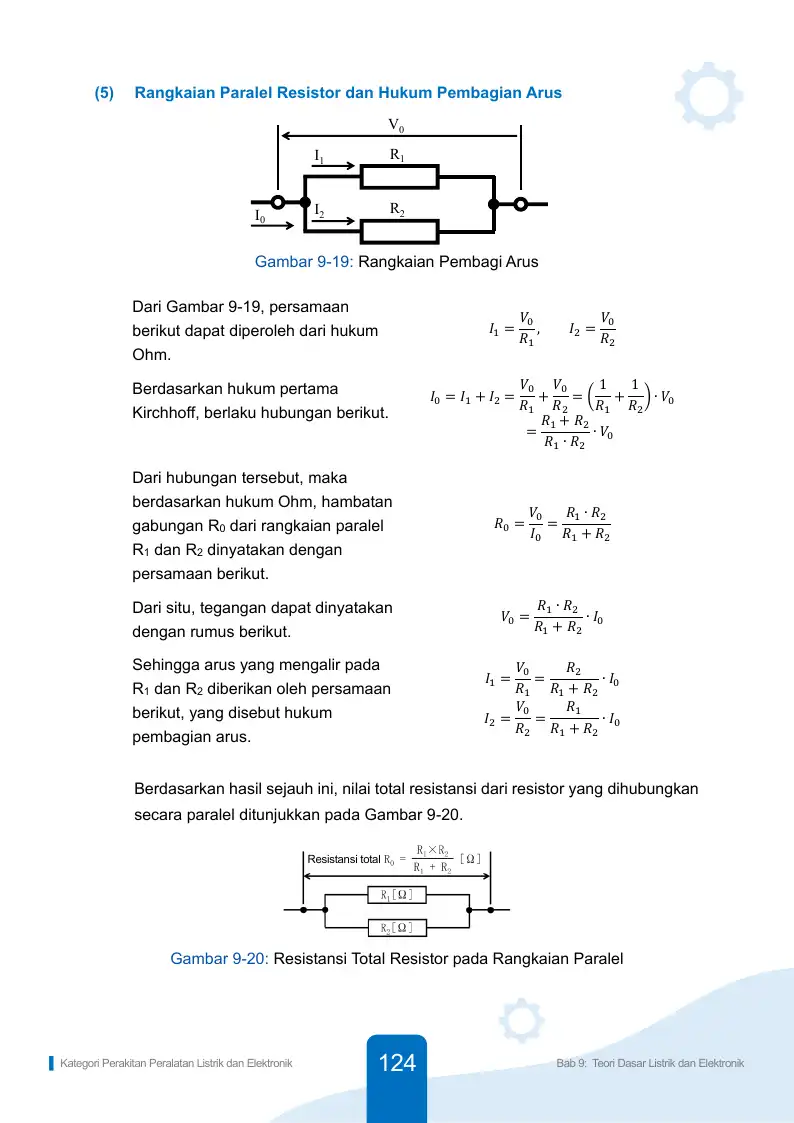 (5) Rangkaian Paralel Resistor dan Hukum Pembagian Arus
V₀
I₁ R₁
I₂ R₂
I₀
Gambar 9-19: Rangkaian Pembagi Arus
Dari Gambar 9-19, persamaan
berikut dapat diperoleh dari hukum
Ohm.
I₁ = V₀/R₁, I₂ = V₀/R₂
Berdasarkan hukum pertama
Kirchhoff, berlaku hubungan berikut.
I₀ = I₁ + I₂ = V₀/R₁ + V₀/R₂ = (1/R₁ + 1/R₂) · V₀
= (R₁ + R₂)/(R₁ · R₂) · V₀
Dari hubungan tersebut, maka
berdasarkan hukum Ohm, hambatan
gabungan R₀ dari rangkaian paralel
R₁ dan R₂ dinyatakan dengan
persamaan berikut.
R₀ = V₀/I₀ = (R₁ · R₂)/(R₁ + R₂)
Dari situ, tegangan dapat dinyatakan
dengan rumus berikut.
V₀ = (R₁ · R₂)/(R₁ + R₂) · I₀
Sehingga arus yang mengalir pada
R₁ dan R₂ diberikan oleh persamaan
berikut, yang disebut hukum
pembagian arus.
I₁ = V₀/R₁ = R₂/(R₁ + R₂) · I₀
I₂ = V₀/R₂ = R₁/(R₁ + R₂) · I₀
Berdasarkan hasil sejauh ini, nilai total resistansi dari resistor yang dihubungkan
secara paralel ditunjukkan pada Gambar 9-20.
Resistansi total R₀ = (R₁×R₂)/(R₁ + R₂) [Ω]
R₁[Ω]
R₂[Ω]
Gambar 9-20: Resistansi Total Resistor pada Rangkaian Paralel
Kategori Perakitan Peralatan Listrik dan Elektronik
124
Bab 9: Teori Dasar Listrik dan Elektronik